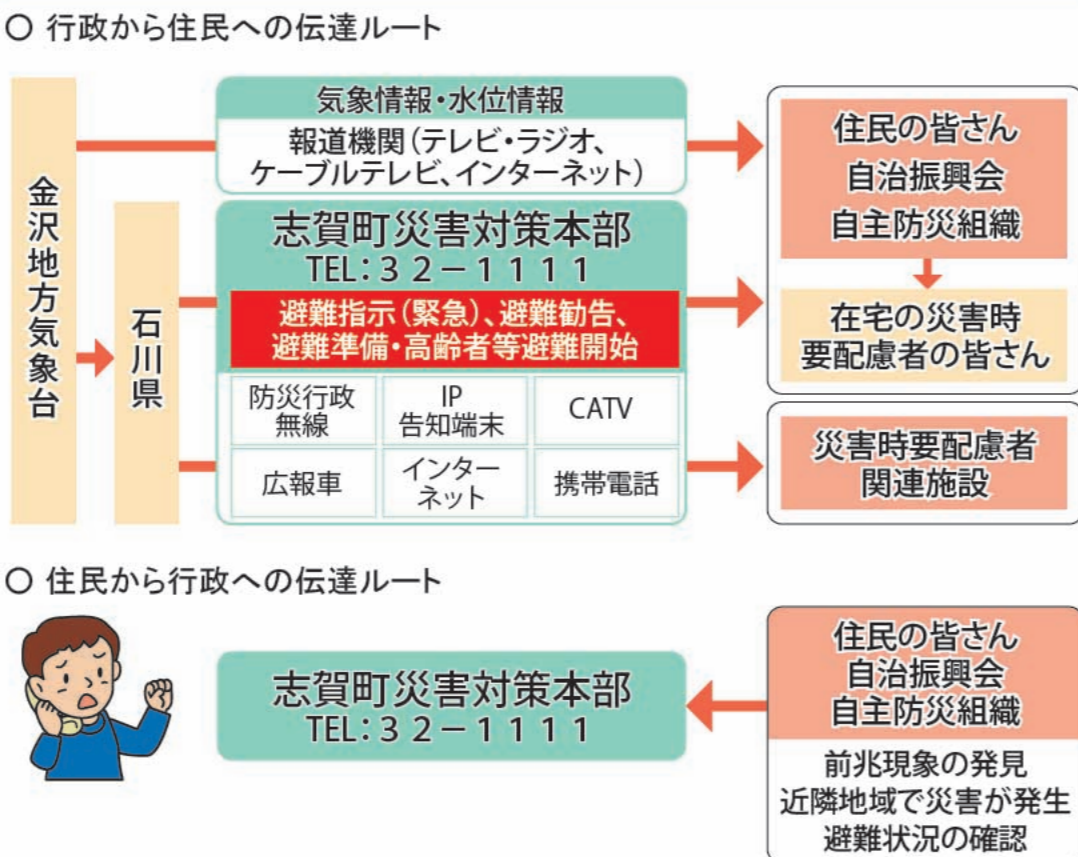 ○ 行政から住民への伝達ルート
金沢地方気象台
石川県
気象情報・水位情報
報道機関（テレビ・ラジオ、
ケーブルテレビ、インターネット）
志賀町災害対策本部
TEL：３２－１１１１
避難指示（緊急）、避難勧告、
避難準備・高齢者等避難開始
防災行政
無線
IP
告知端末
CATV
広報車
インター
ネット
携帯電話
住民の皆さん
自治振興会
自主防災組織
在宅の災害時
要配慮者の皆さん
災害時要配慮者
関連施設
○ 住民から行政への伝達ルート
志賀町災害対策本部
TEL：３２－１１１１
住民の皆さん
自治振興会
自主防災組織
前兆現象の発見
近隣地域で災害が発生
避難状況の確認